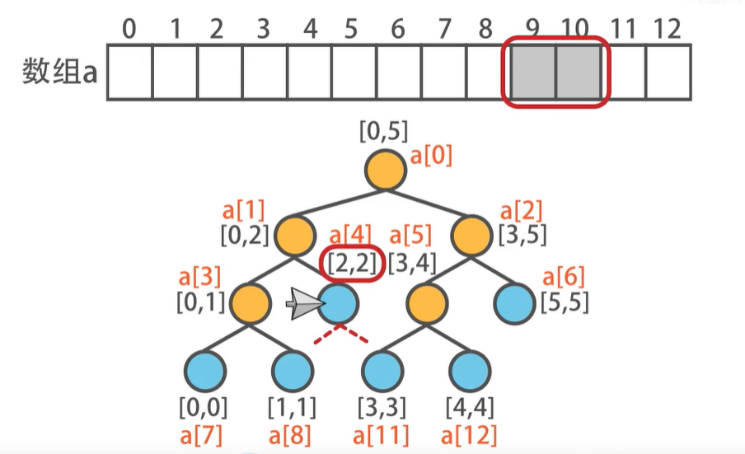 0 1 2 3 4 5 6 7 8 9 10 11 12
数组a
[0,5]
a[0]
a[1] a[4] a[5] a[2]
[0,2] [3,5]
[2,2] [3,4]
a[3] a[6]
[0,1] [5,5]
[0,0] [1,1] [3,3] [4,4]
a[7] a[8] a[11] a[12]